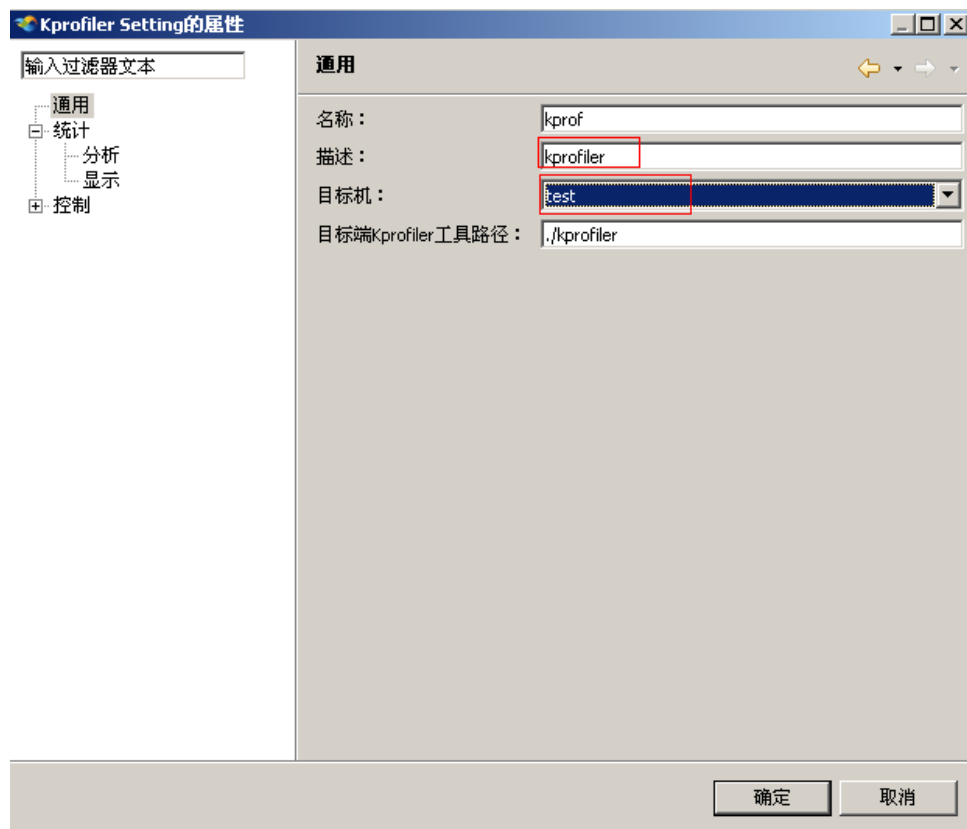 Kprofiler Setting的属性
输入过滤器文本
通用
统计
分析
显示
控制
通用
名称：
kprof
描述：
kprofiler
目标机：
test
目标端Kprofiler工具路径：
./kprofiler
确定
取消